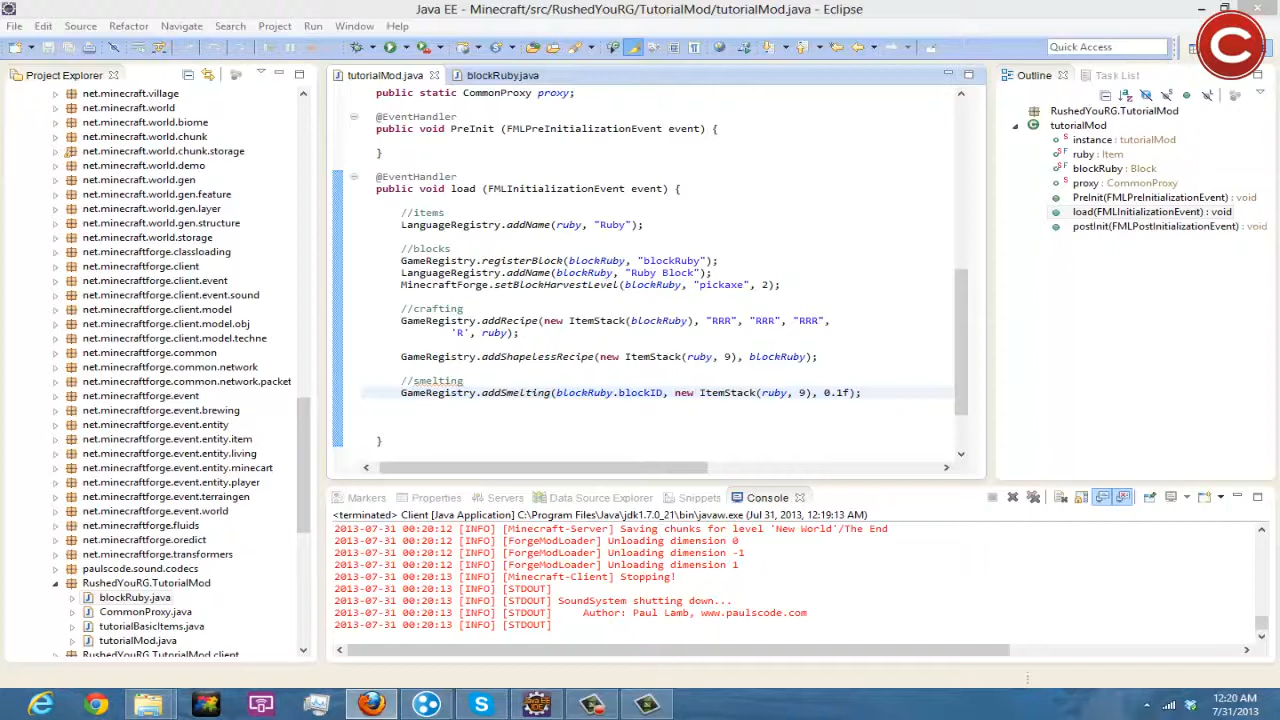 Java EE - Minecraft/src/RushedYouRG/TutorialMod/tutorialMod.java - Eclipse
File Edit Source Refactor Navigate Search Project Run Window Help
Quick Access
Project Explorer
net.minecraft.village
net.minecraft.world
net.minecraft.world.biome
net.minecraft.world.chunk
net.minecraft.world.chunk.storage
net.minecraft.world.demo
net.minecraft.world.gen
net.minecraft.world.gen.feature
net.minecraft.world.gen.layer
net.minecraft.world.gen.structure
net.minecraft.world.storage
net.minecraftforge.classloading
net.minecraftforge.client
net.minecraftforge.client.event
net.minecraftforge.client.event.sound
net.minecraftforge.client.model
net.minecraftforge.client.model.obj
net.minecraftforge.client.model.techne
net.minecraftforge.common
net.minecraftforge.common.network
net.minecraftforge.common.network.packet
net.minecraftforge.event
net.minecraftforge.event.brewing
net.minecraftforge.event.entity
net.minecraftforge.event.entity.item
net.minecraftforge.event.entity.living
net.minecraftforge.event.entity.minecart
net.minecraftforge.event.entity.player
net.minecraftforge.event.terraingen
net.minecraftforge.event.world
net.minecraftforge.fluids
net.minecraftforge.oredict
net.minecraftforge.transformers
paulscode.sound.codecs
RushedYouRG.TutorialMod
blockRuby.java
CommonProxy.java
tutorialBasicItems.java
tutorialMod.java
RushedYouRG.TutorialMod.client
tutorialMod.java blockRuby.java
public static CommonProxy proxy;
@EventHandler
public void PreInit (FMLPreInitializationEvent event) {
}
@EventHandler
public void load (FMLInitializationEvent event) {
//items
LanguageRegistry.addName(ruby, "Ruby");
//blocks
GameRegistry.registerBlock(blockRuby, "blockRuby");
LanguageRegistry.addName(blockRuby, "Ruby Block");
MinecraftForge.setBlockHarvestLevel(blockRuby, "pickaxe", 2);
//crafting
GameRegistry.addRecipe(new ItemStack(blockRuby), "RRR", "RRR", "RRR",
'R', ruby);
GameRegistry.addShapelessRecipe(new ItemStack(ruby, 9), blockRuby);
//smelting
GameRegistry.addSmelting(blockRuby.blockID, new ItemStack(ruby, 9), 0.1f);
}
Outline Task List
RushedYouRG.TutorialMod
tutorialMod
instance : tutorialMod
ruby : Item
blockRuby : Block
proxy : CommonProxy
PreInit(FMLPreInitializationEvent) : void
load(FMLInitializationEvent) : void
postInit(FMLPostInitializationEvent) : void
Markers Properties Servers Data Source Explorer Snippets Console
<terminated> Client [Java Application] C:\Program Files\Java\jdk1.7.0_21\bin\javaw.exe (Jul 31, 2013, 12:19:13 AM)
2013-07-31 00:20:12 [INFO] [Minecraft-Server] Saving chunks for level 'New World'/The End
2013-07-31 00:20:12 [INFO] [ForgeModLoader] Unloading dimension 0
2013-07-31 00:20:12 [INFO] [ForgeModLoader] Unloading dimension -1
2013-07-31 00:20:12 [INFO] [ForgeModLoader] Unloading dimension 1
2013-07-31 00:20:12 [INFO] [Minecraft-Client] Stopping!
2013-07-31 00:20:13 [INFO] [STDOUT]
2013-07-31 00:20:13 [INFO] [STDOUT] SoundSystem shutting down...
2013-07-31 00:20:13 [INFO] [STDOUT] Author: Paul Lamb, www.paulscode.com
2013-07-31 00:20:13 [INFO] [STDOUT]
12:20 AM
7/31/2013